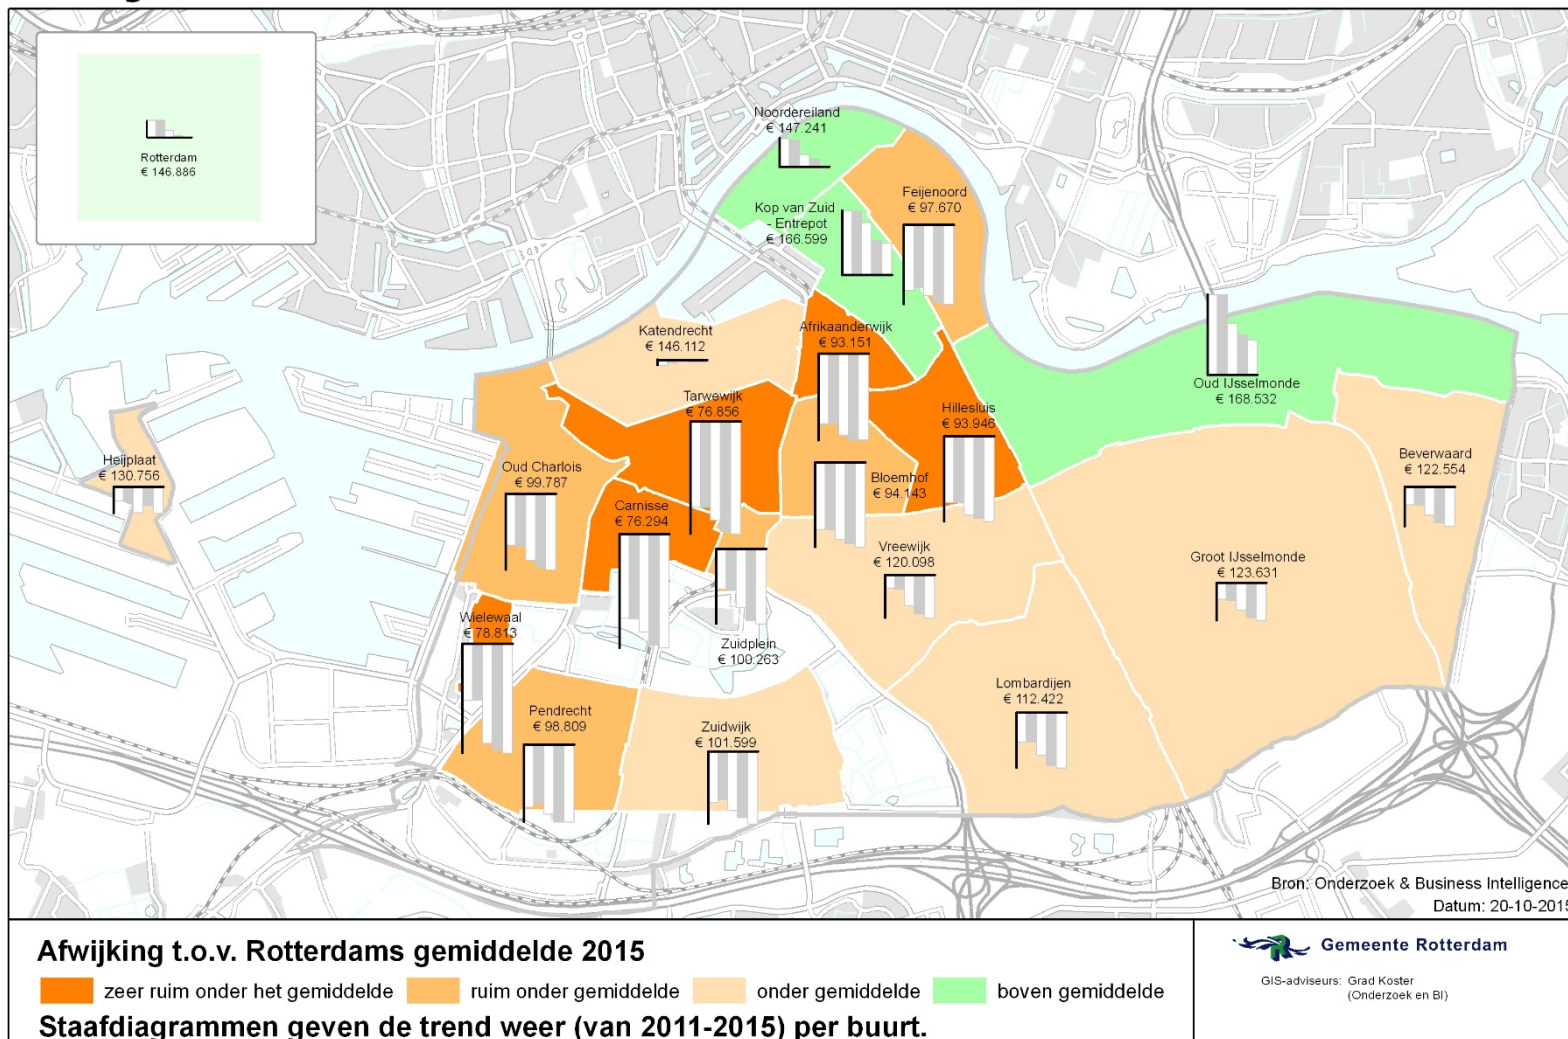 Rotterdam
€ 146.886
Noordereiland
€ 147.241
Feijenoord
€ 97.670
Kop van Zuid
- Entrepot
€ 166.599
Katendrecht
€ 146.112
Afrikaanderwijk
€ 93.151
Oud IJsselmonde
€ 168.532
Tarwewijk
€ 76.856
Hillesluis
€ 93.946
Heijplaat
€ 130.756
Oud Charlois
€ 99.787
Bloemhof
€ 94.143
Beverwaard
€ 122.554
Carnisse
€ 76.294
Vreewijk
€ 120.098
Groot IJsselmonde
€ 123.631
Wielewaal
€ 78.813
Zuidplein
€ 100.263
Lombardijen
€ 112.422
Pendrecht
€ 98.809
Zuidwijk
€ 101.599
Bron: Onderzoek & Business Intelligence
Datum: 20-10-2015
Afwijking t.o.v. Rotterdams gemiddelde 2015
zeer ruim onder het gemiddelde
ruim onder gemiddelde
onder gemiddelde
boven gemiddelde
Staafdiagrammen geven de trend weer (van 2011-2015) per buurt.
Gemeente Rotterdam
GIS-adviseurs: Grad Koster
(Onderzoek en BI)